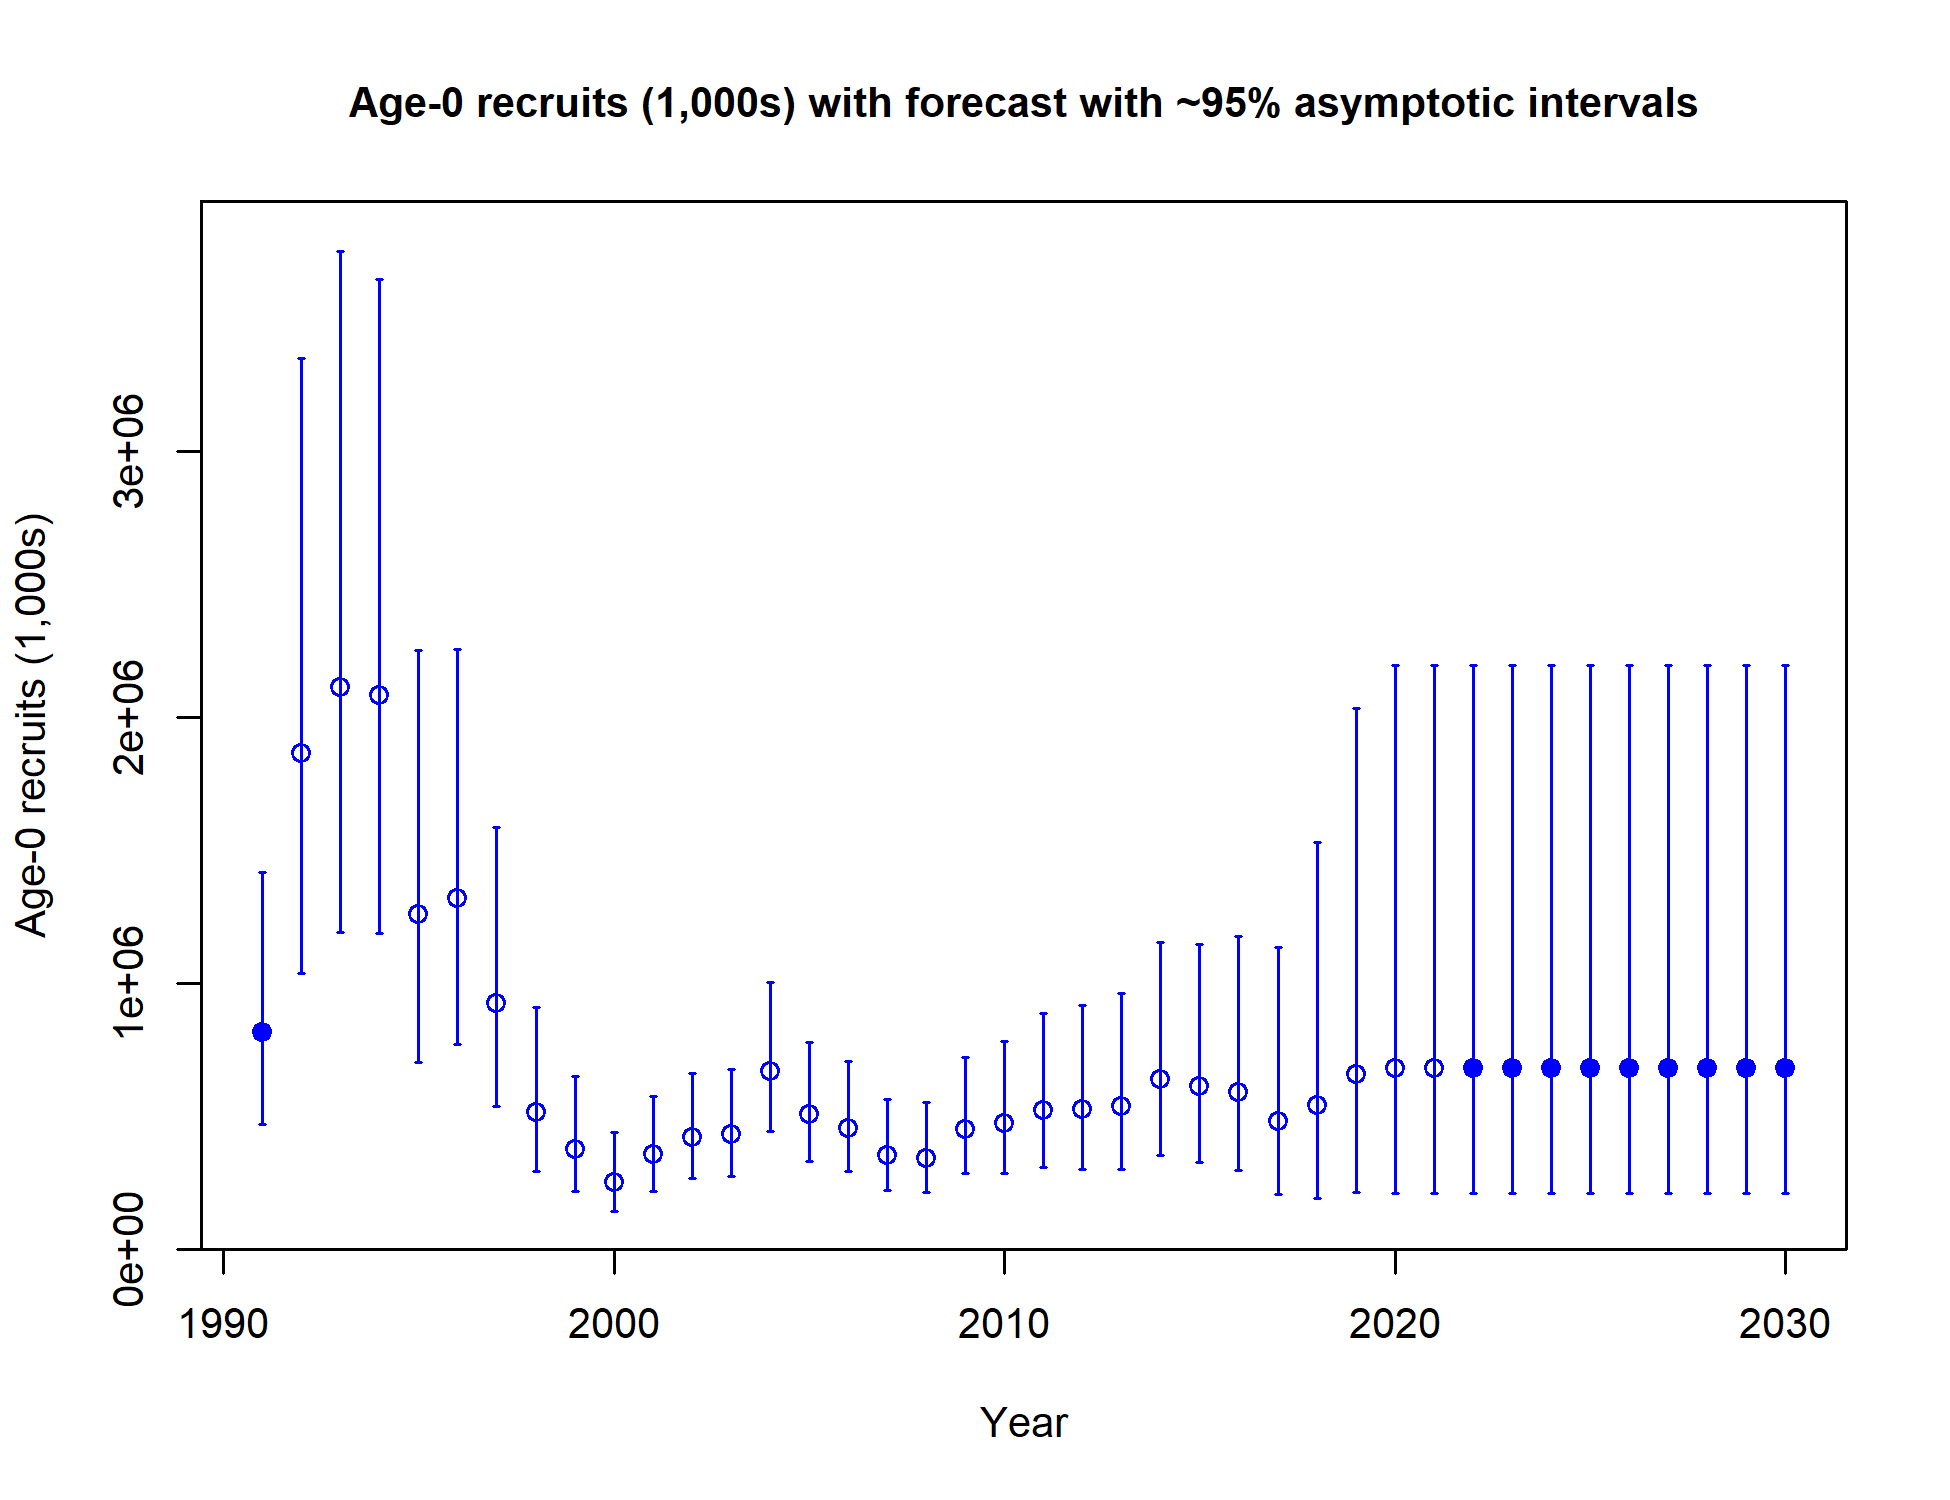 Age-0 recruits (1,000s) with forecast with ~95% asymptotic intervals
Age-0 recruits (1,000s)
3e+06
2e+06
1e+06
0e+00
1990 2000 2010 2020 2030
Year